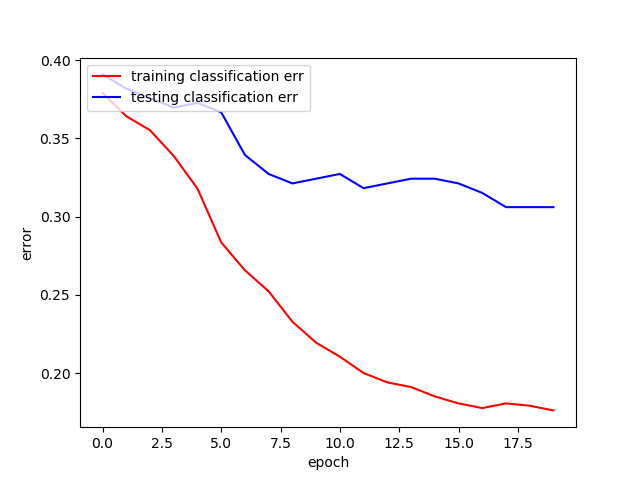 0.40
training classification err
testing classification err
0.35
0.30
error
0.25
0.20
0.0 2.5 5.0 7.5 10.0 12.5 15.0 17.5
epoch